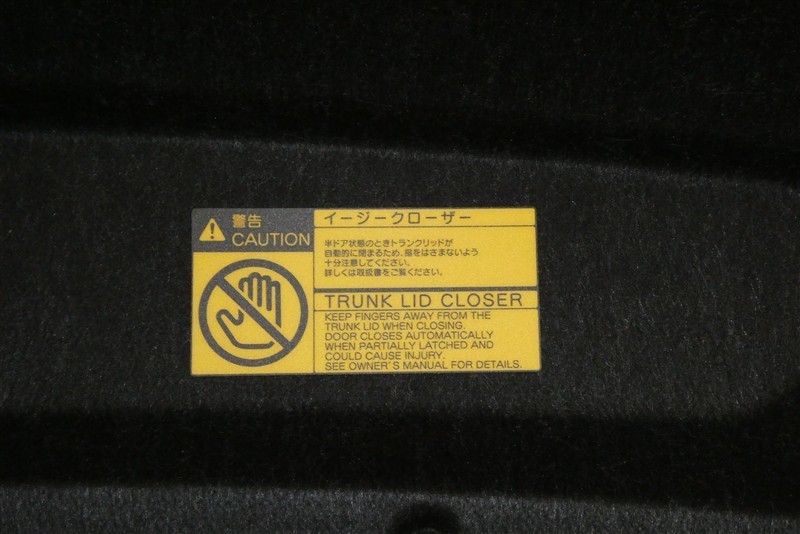 警告
CAUTION
イージークローザー
半ドア状態のときトランクリッドが
自動的に閉まるため、指をはさまないよう
十分注意してください。
詳しくは取扱書をご覧ください。
TRUNK LID CLOSER
KEEP FINGERS AWAY FROM THE
TRUNK LID WHEN CLOSING.
DOOR CLOSES AUTOMATICALLY
WHEN PARTIALLY LATCHED AND
COULD CAUSE INJURY.
SEE OWNER'S MANUAL FOR DETAILS.